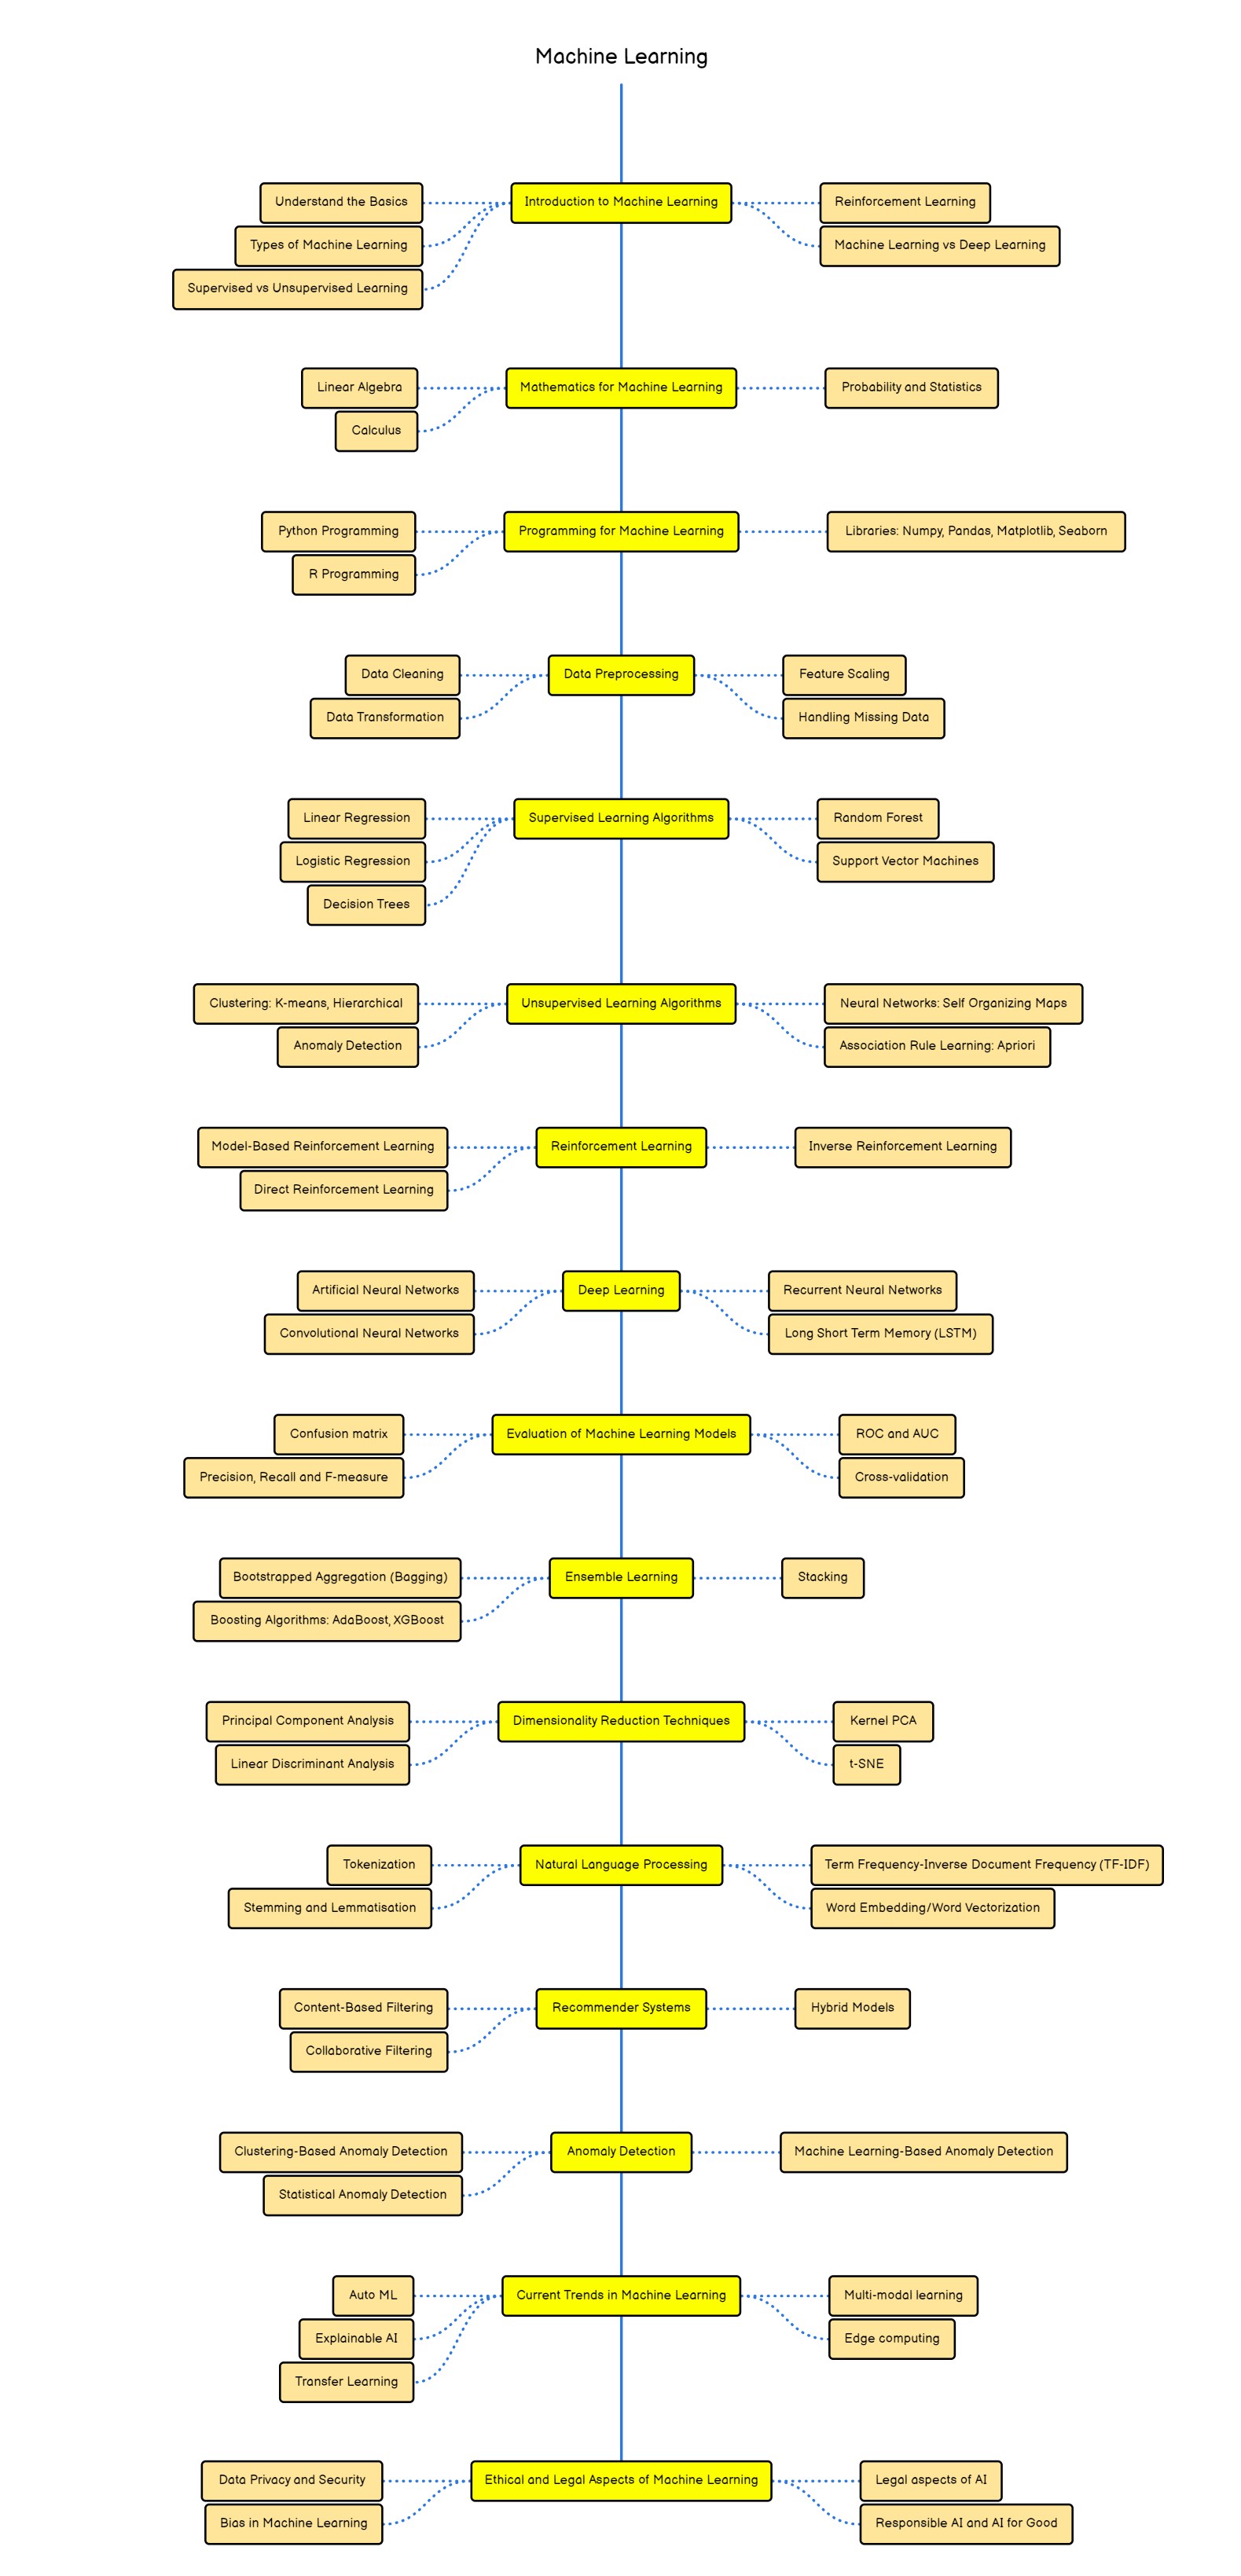 Machine Learning
Introduction to Machine Learning
Understand the Basics
Types of Machine Learning
Supervised vs Unsupervised Learning
Reinforcement Learning
Machine Learning vs Deep Learning
Mathematics for Machine Learning
Linear Algebra
Calculus
Probability and Statistics
Programming for Machine Learning
Python Programming
R Programming
Libraries: Numpy, Pandas, Matplotlib, Seaborn
Data Preprocessing
Data Cleaning
Data Transformation
Feature Scaling
Handling Missing Data
Supervised Learning Algorithms
Linear Regression
Logistic Regression
Decision Trees
Random Forest
Support Vector Machines
Unsupervised Learning Algorithms
Clustering: K-means, Hierarchical
Anomaly Detection
Neural Networks: Self Organizing Maps
Association Rule Learning: Apriori
Reinforcement Learning
Model-Based Reinforcement Learning
Direct Reinforcement Learning
Inverse Reinforcement Learning
Deep Learning
Artificial Neural Networks
Convolutional Neural Networks
Recurrent Neural Networks
Long Short Term Memory (LSTM)
Evaluation of Machine Learning Models
Confusion matrix
Precision, Recall and F-measure
ROC and AUC
Cross-validation
Ensemble Learning
Bootstrapped Aggregation (Bagging)
Boosting Algorithms: AdaBoost, XGBoost
Stacking
Dimensionality Reduction Techniques
Principal Component Analysis
Linear Discriminant Analysis
Kernel PCA
t-SNE
Natural Language Processing
Tokenization
Stemming and Lemmatisation
Term Frequency-Inverse Document Frequency (TF-IDF)
Word Embedding/Word Vectorization
Recommender Systems
Content-Based Filtering
Collaborative Filtering
Hybrid Models
Anomaly Detection
Clustering-Based Anomaly Detection
Statistical Anomaly Detection
Machine Learning-Based Anomaly Detection
Current Trends in Machine Learning
Auto ML
Explainable AI
Transfer Learning
Multi-modal learning
Edge computing
Ethical and Legal Aspects of Machine Learning
Data Privacy and Security
Bias in Machine Learning
Legal aspects of AI
Responsible AI and AI for Good